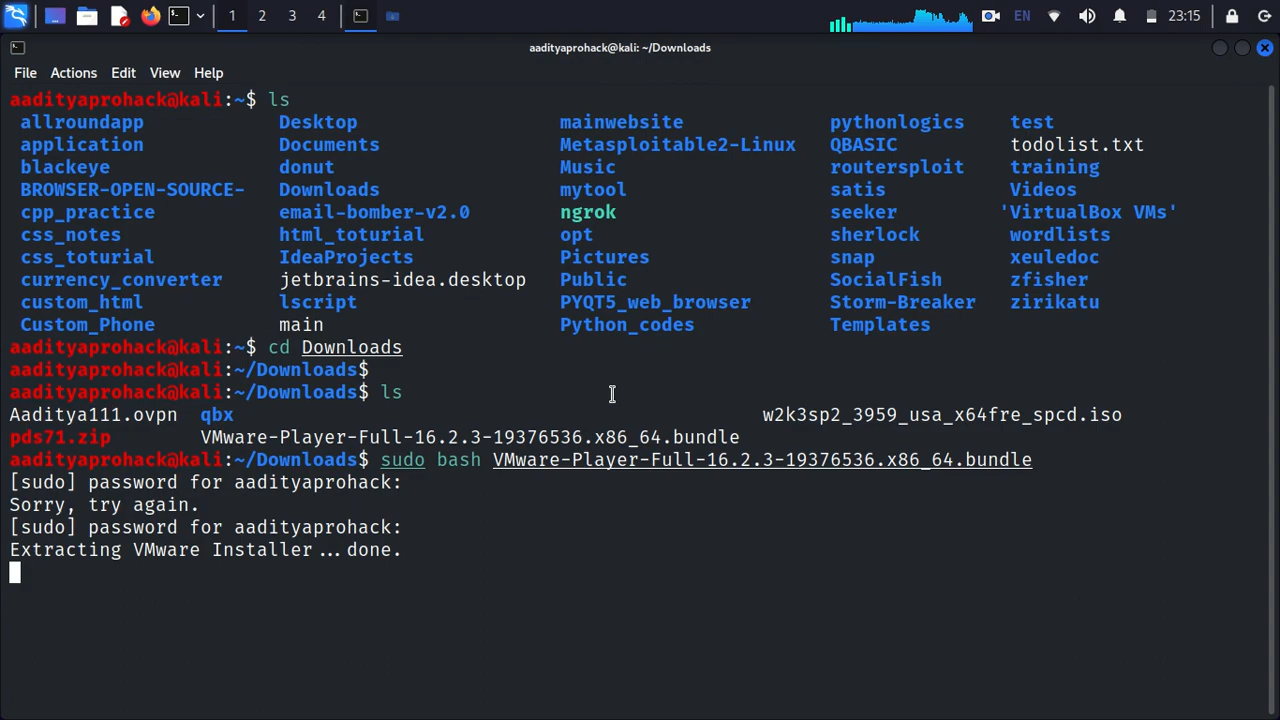 1 2 3 4 EN 23:15
aadityaprohack@kali: ~/Downloads
File Actions Edit View Help
aadityaprohack@kali:~$ ls
allroundapp Desktop mainwebsite pythonlogics test
application Documents Metasploitable2-Linux QBASIC todolist.txt
blackeye donut Music routersploit training
BROWSER-OPEN-SOURCE- Downloads mytool satis Videos
cpp_practice email-bomber-v2.0 ngrok seeker 'VirtualBox VMs'
css_notes html_toturial opt sherlock wordlists
css_toturial IdeaProjects Pictures snap xeuledoc
currency_converter jetbrains-idea.desktop Public SocialFish zfisher
custom_html lscript PYQT5_web_browser Storm-Breaker zirikatu
Custom_Phone main Python_codes Templates
aadityaprohack@kali:~$ cd Downloads
aadityaprohack@kali:~/Downloads$
aadityaprohack@kali:~/Downloads$ ls
Aaditya111.ovpn qbx w2k3sp2_3959_usa_x64fre_spcd.iso
pds71.zip VMware-Player-Full-16.2.3-19376536.x86_64.bundle
aadityaprohack@kali:~/Downloads$ sudo bash VMware-Player-Full-16.2.3-19376536.x86_64.bundle
[sudo] password for aadityaprohack:
Sorry, try again.
[sudo] password for aadityaprohack:
Extracting VMware Installer...done.